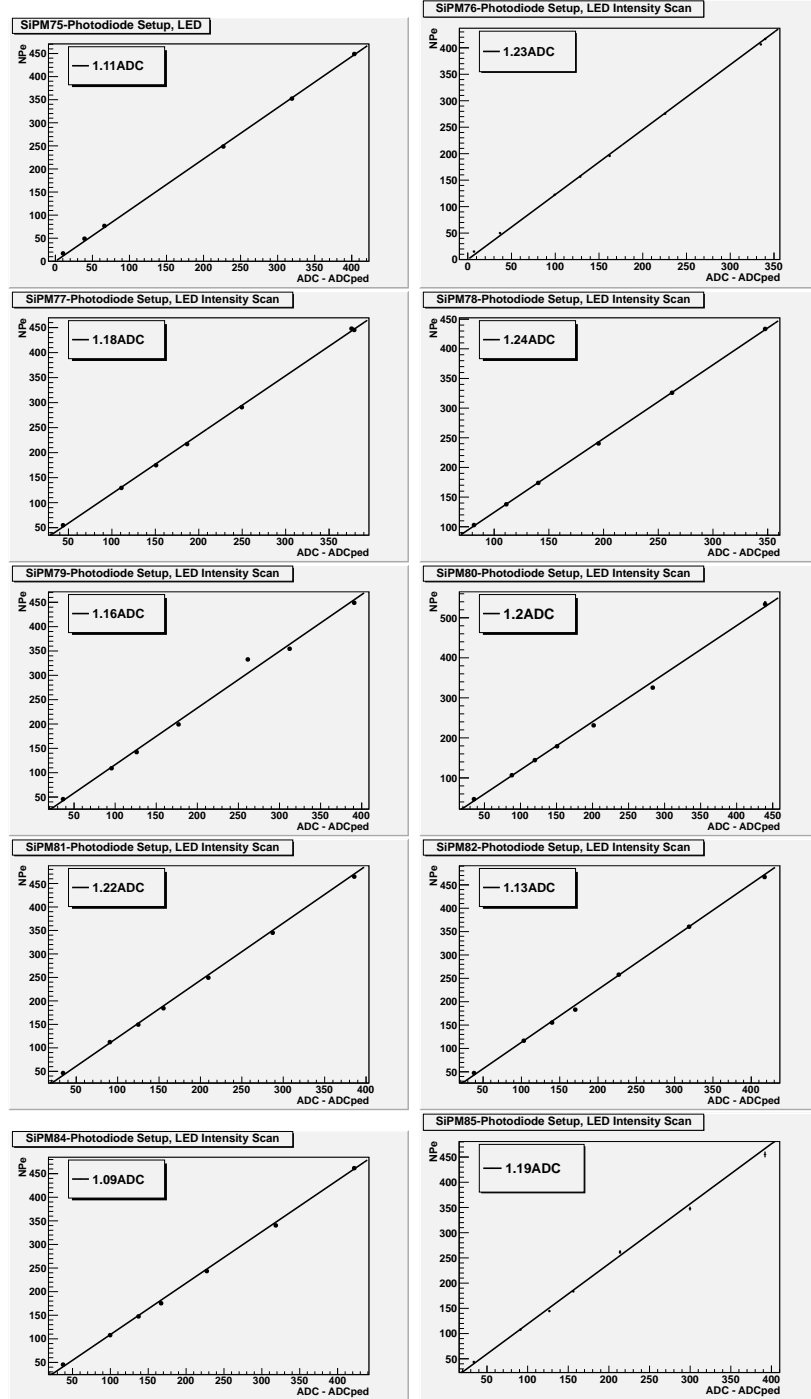 SiPM75-Photodiode Setup, LED
NPe
1.11ADC
450
400
350
300
250
200
150
100
50
0
0 50 100 150 200 250 300 350 400
ADC - ADCped
SiPM76-Photodiode Setup, LED Intensity Scan
NPe
1.23ADC
400
350
300
250
200
150
100
50
0
0 50 100 150 200 250 300 350
ADC - ADCped
SiPM77-Photodiode Setup, LED Intensity Scan
NPe
1.18ADC
450
400
350
300
250
200
150
100
50
50 100 150 200 250 300 350
ADC - ADCped
SiPM78-Photodiode Setup, LED Intensity Scan
NPe
1.24ADC
450
400
350
300
250
200
150
100
100 150 200 250 300 350
ADC - ADCped
SiPM79-Photodiode Setup, LED Intensity Scan
NPe
1.16ADC
450
400
350
300
250
200
150
100
50
50 100 150 200 250 300 350 400
ADC - ADCped
SiPM80-Photodiode Setup, LED Intensity Scan
NPe
1.2ADC
500
400
300
200
100
50 100 150 200 250 300 350 400 450
ADC - ADCped
SiPM81-Photodiode Setup, LED Intensity Scan
NPe
1.22ADC
450
400
350
300
250
200
150
100
50
50 100 150 200 250 300 350 400
ADC - ADCped
SiPM82-Photodiode Setup, LED Intensity Scan
NPe
1.13ADC
450
400
350
300
250
200
150
100
50
50 100 150 200 250 300 350 400
ADC - ADCped
SiPM84-Photodiode Setup, LED Intensity Scan
NPe
1.09ADC
450
400
350
300
250
200
150
100
50
50 100 150 200 250 300 350 400
ADC - ADCped
SiPM85-Photodiode Setup, LED Intensity Scan
NPe
1.19ADC
450
400
350
300
250
200
150
100
50
50 100 150 200 250 300 350 400
ADC - ADCped